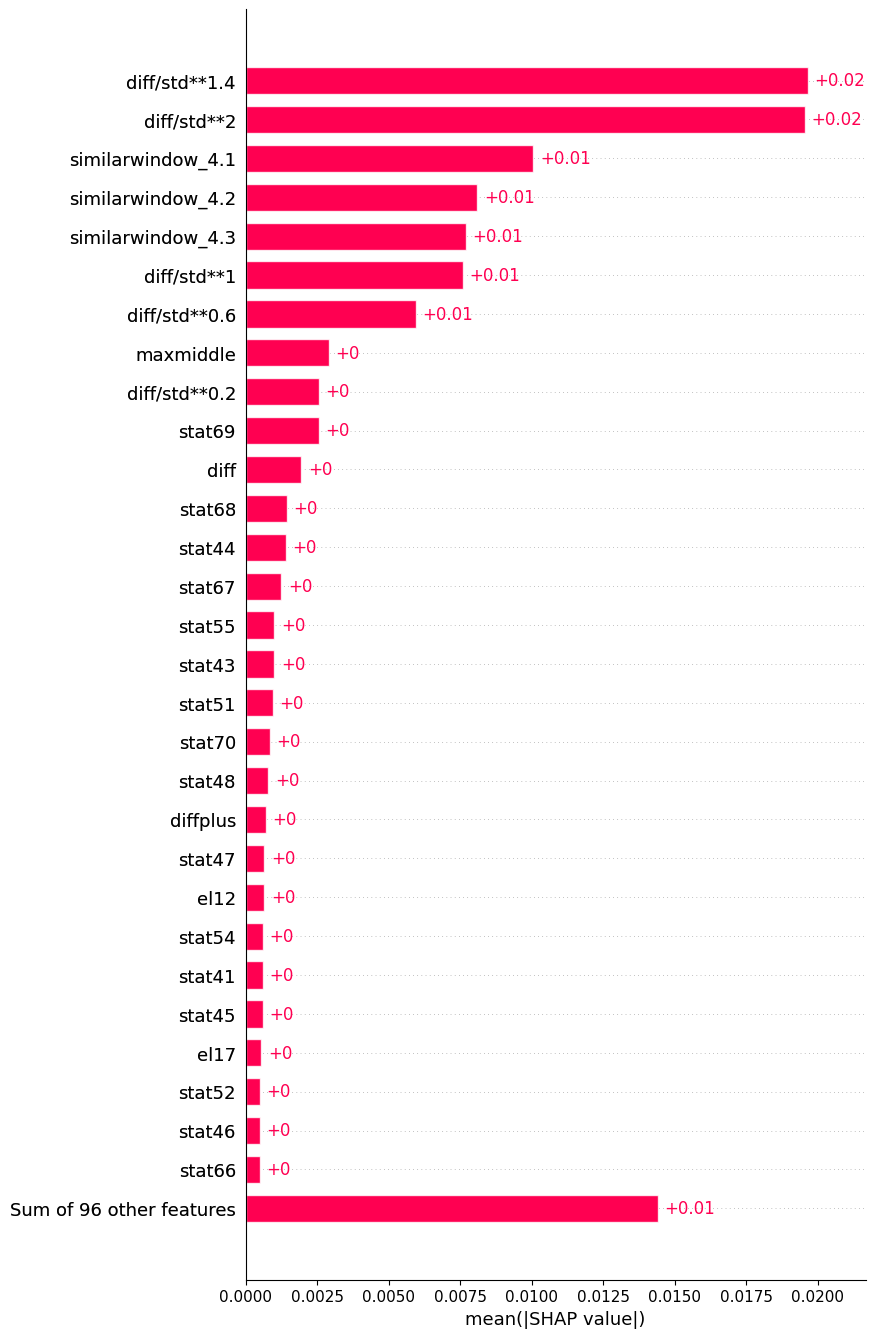 diff/std**1.4 +0.02
diff/std**2 +0.02
similarwindow_4.1 +0.01
similarwindow_4.2 +0.01
similarwindow_4.3 +0.01
diff/std**1 +0.01
diff/std**0.6 +0.01
maxmiddle +0
diff/std**0.2 +0
stat69 +0
diff +0
stat68 +0
stat44 +0
stat67 +0
stat55 +0
stat43 +0
stat51 +0
stat70 +0
stat48 +0
diffplus +0
stat47 +0
el12 +0
stat54 +0
stat41 +0
stat45 +0
el17 +0
stat52 +0
stat46 +0
stat66 +0
Sum of 96 other features +0.01
0.0000 0.0025 0.0050 0.0075 0.0100 0.0125 0.0150 0.0175 0.0200
mean(|SHAP value|)